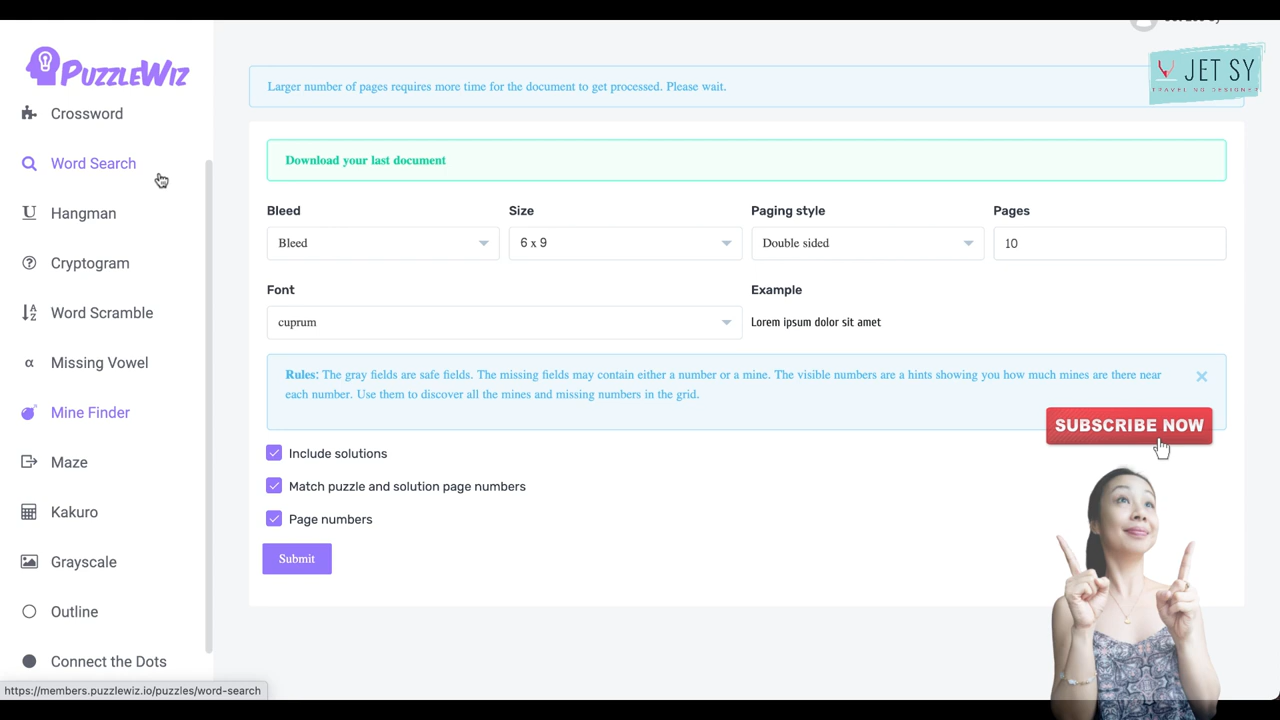 PUZZLEWIZ
Crossword
Word Search
Hangman
Cryptogram
Word Scramble
Missing Vowel
Mine Finder
Maze
Kakuro
Grayscale
Outline
Connect the Dots
https://members.puzzlewiz.io/puzzles/word-search
JET SY
TRAVELING DESIGNER
Larger number of pages requires more time for the document to get processed. Please wait.
Download your last document
Bleed
Size
Paging style
Pages
Bleed
6 x 9
Double sided
10
Font
Example
cuprum
Lorem ipsum dolor sit amet
Rules: The gray fields are safe fields. The missing fields may contain either a number or a mine. The visible numbers are a hints showing you how much mines are there near
each number. Use them to discover all the mines and missing numbers in the grid.
SUBSCRIBE NOW
Include solutions
Match puzzle and solution page numbers
Page numbers
Submit